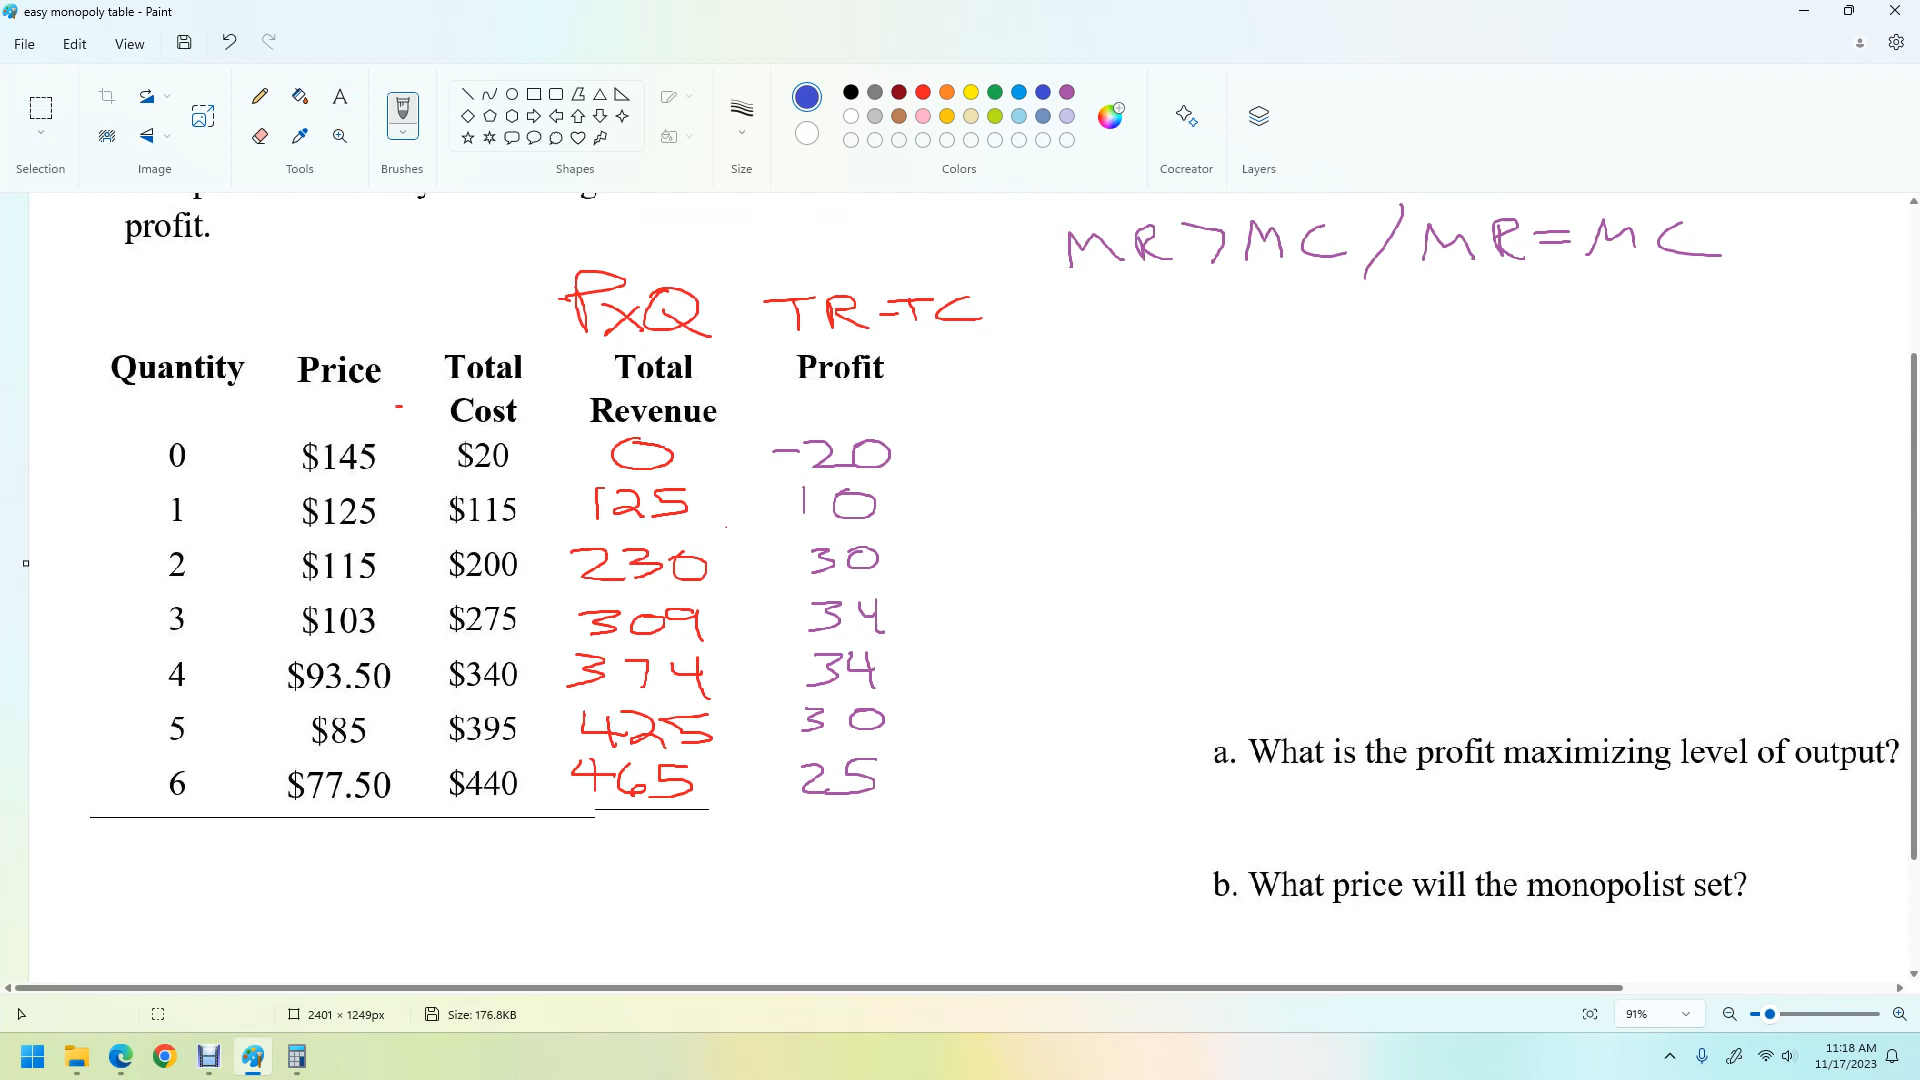 easy monopoly table - Paint
File Edit View
Selection Image Tools Brushes Shapes Size Colors Cocreator Layers
profit.
MR>MC / MR=MC
PxQ TR-TC
Quantity Price Total Cost Total Revenue Profit
0 $145 $20 0 -20
1 $125 $115 125 10
2 $115 $200 230 30
3 $103 $275 309 34
4 $93.50 $340 374 34
5 $85 $395 425 30
6 $77.50 $440 465 25
a. What is the profit maximizing level of output?
b. What price will the monopolist set?
2401 × 1249px Size: 176.8KB 91%
11:18 AM
11/17/2023